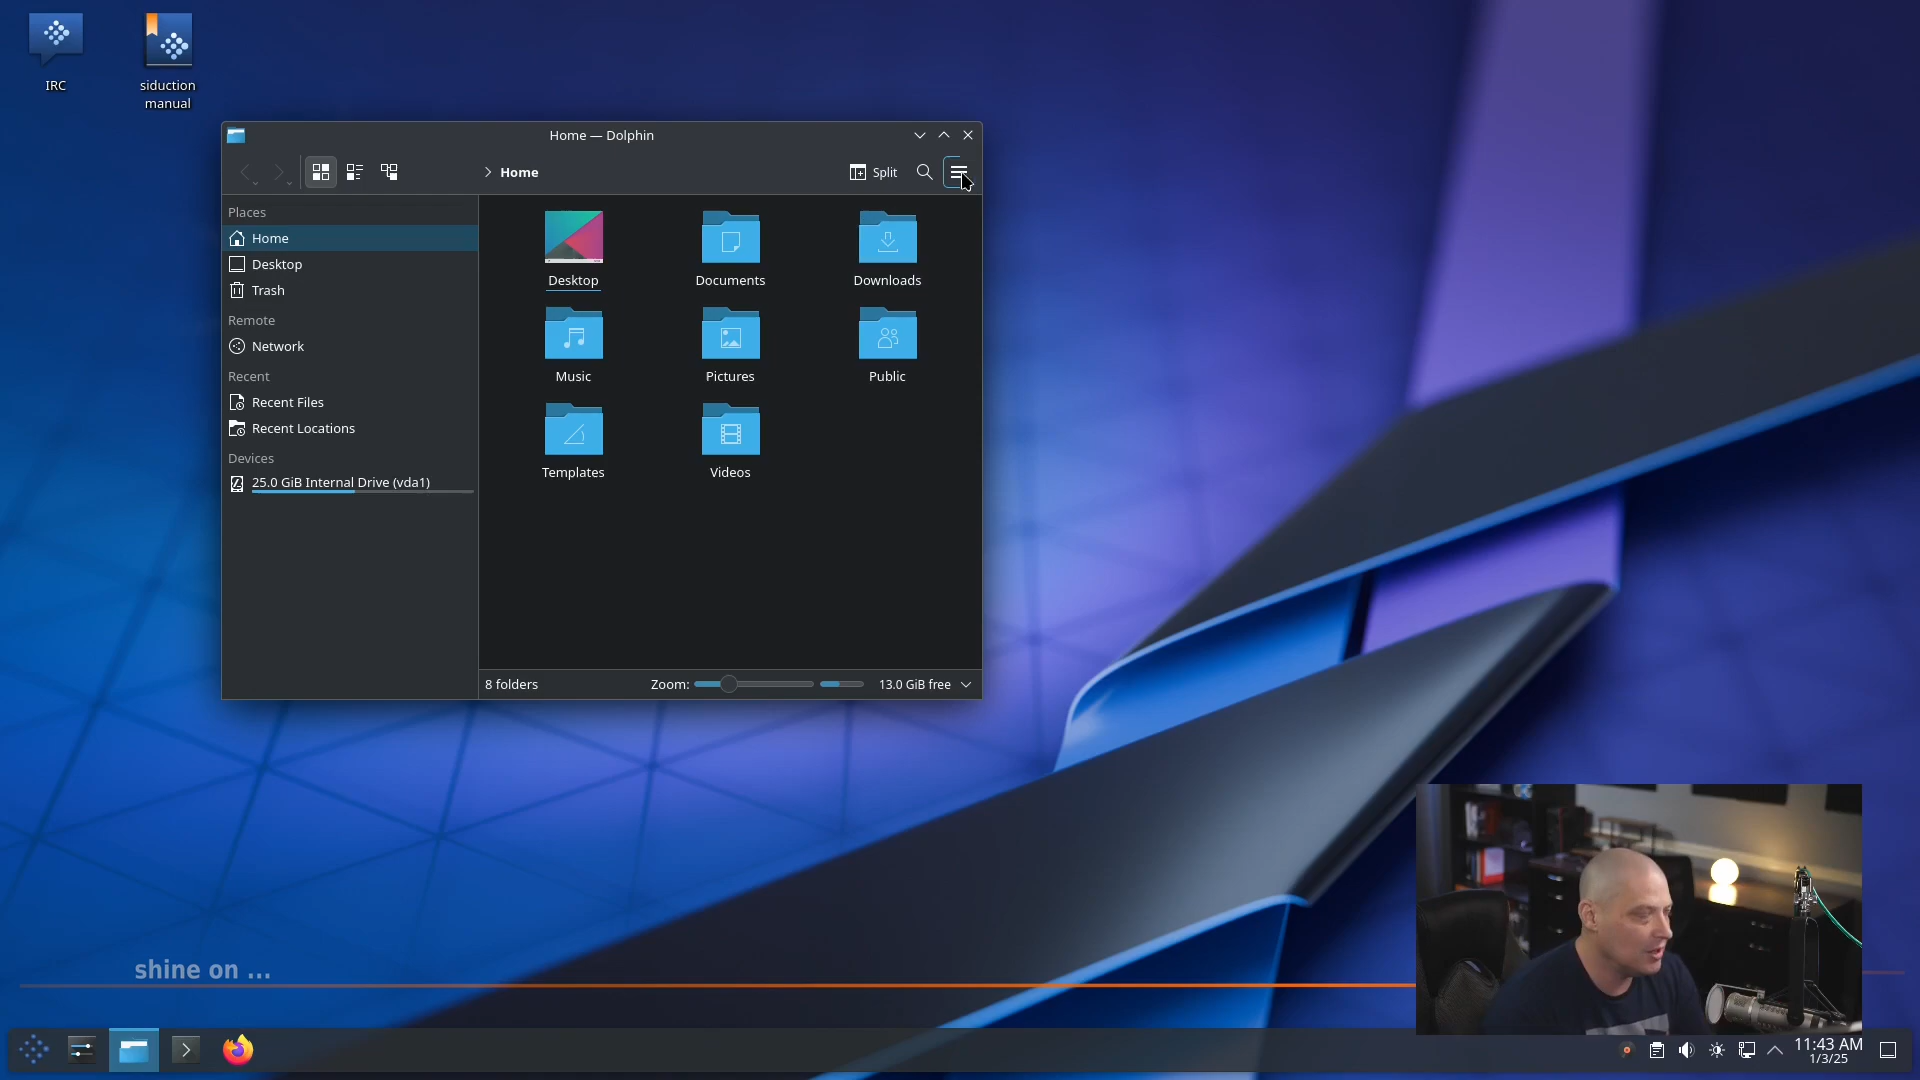 IRC
siduction
manual
Home — Dolphin
Home
Split
Places
Home
Desktop
Trash
Remote
Network
Recent
Recent Files
Recent Locations
Devices
25.0 GiB Internal Drive (vda1)
Desktop
Documents
Downloads
Music
Pictures
Public
Templates
Videos
8 folders
Zoom:
13.0 GiB free
shine on ...
11:43 AM
1/3/25